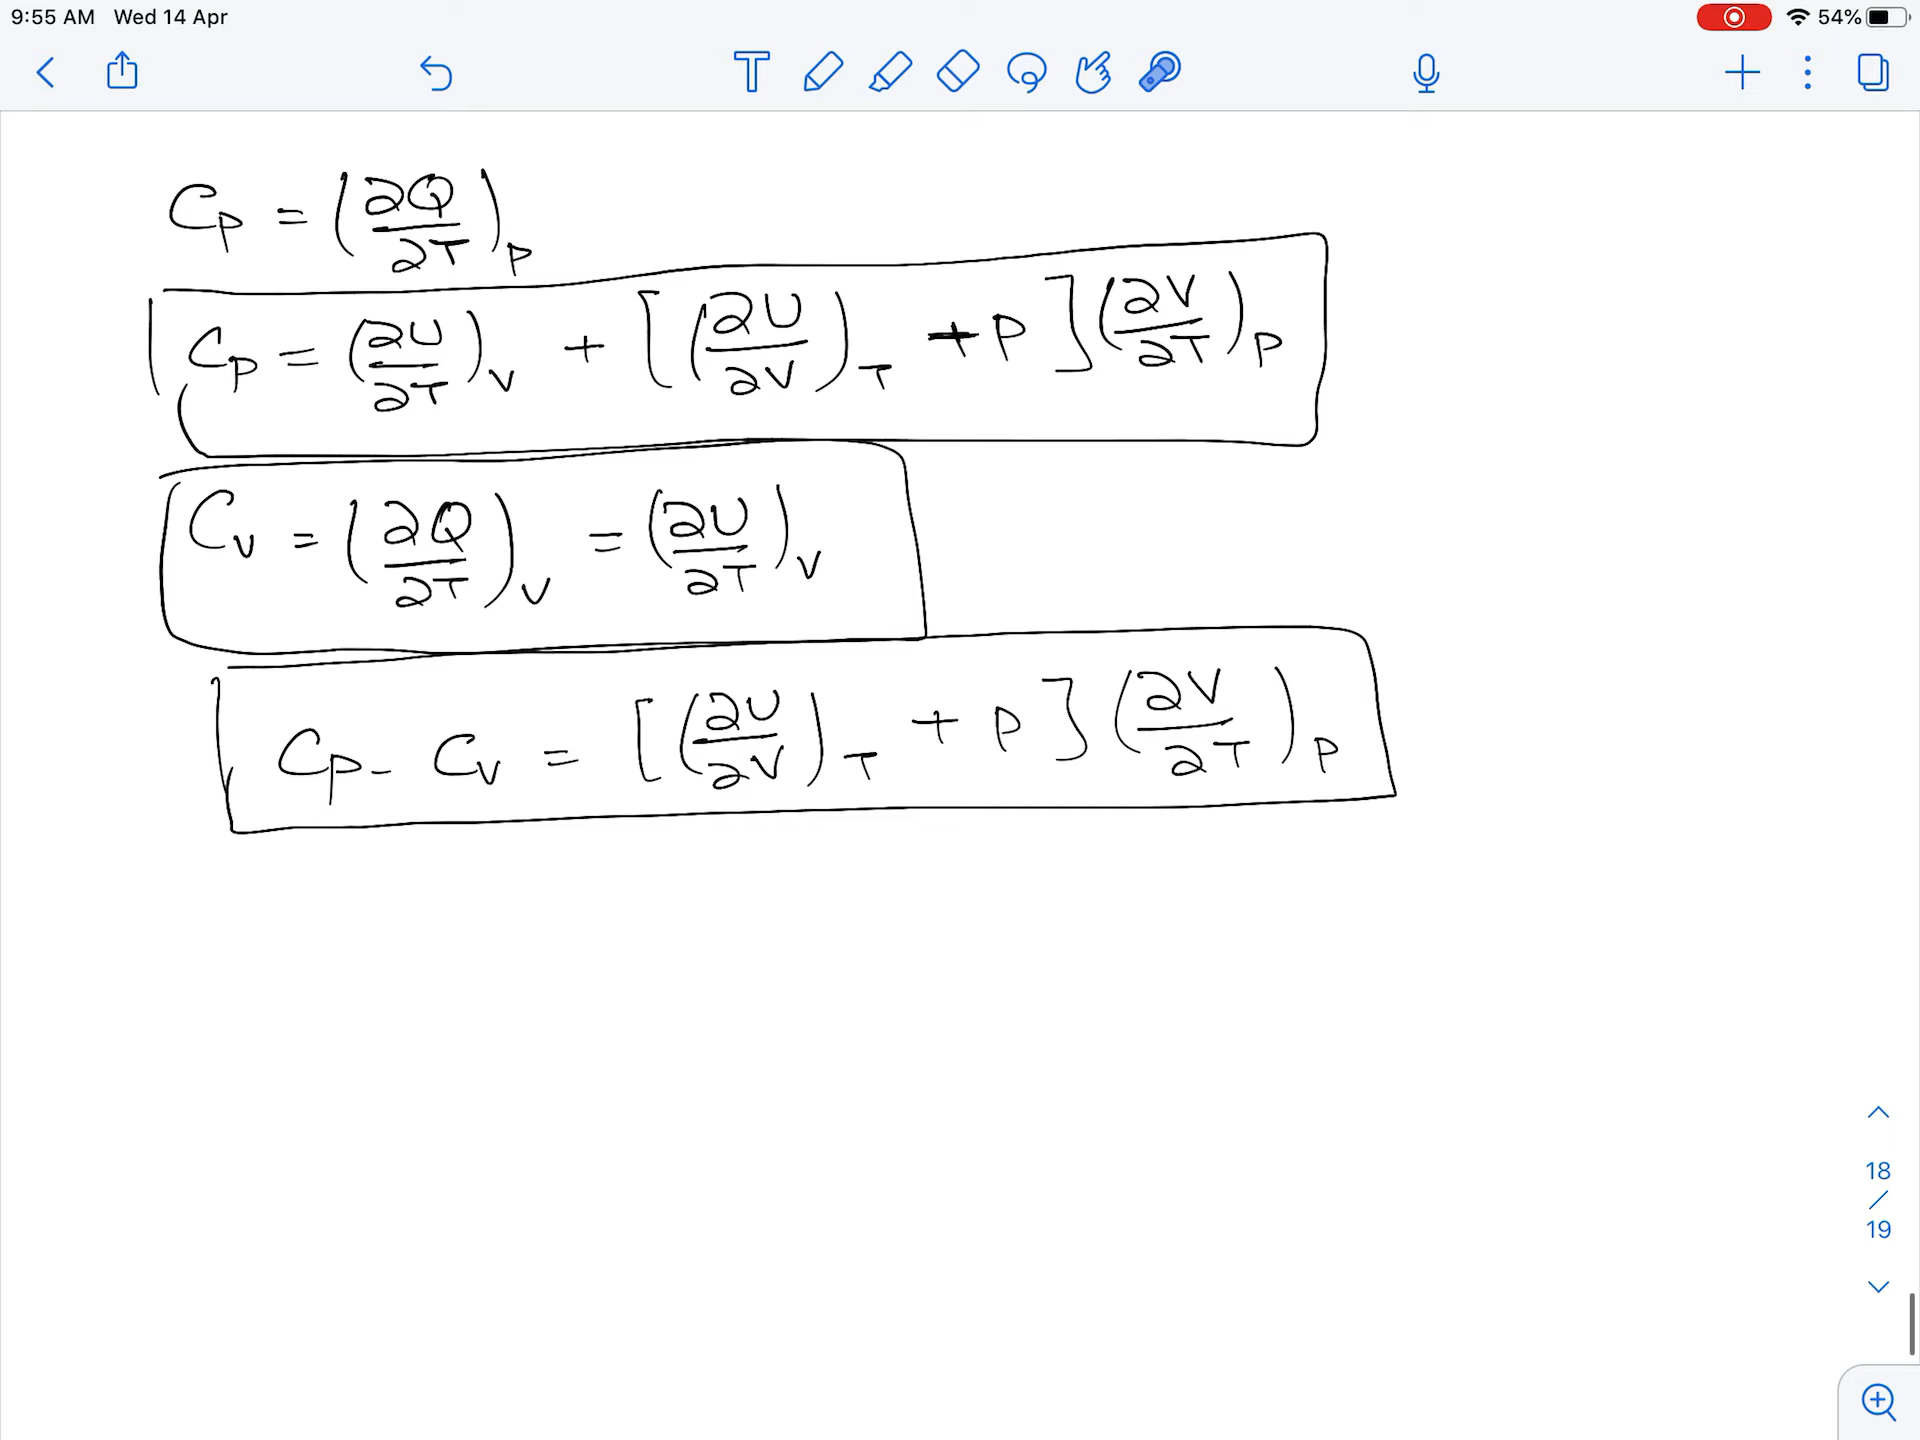 9:55 AM Wed 14 Apr 54%
T
Cp = (∂Q/∂T)p
Cp = (∂U/∂T)v + [(∂U/∂V)T + P](∂V/∂T)p
Cv = (∂Q/∂T)v = (∂U/∂T)v
Cp - Cv = [(∂U/∂V)T + P](∂V/∂T)p
18
/
19